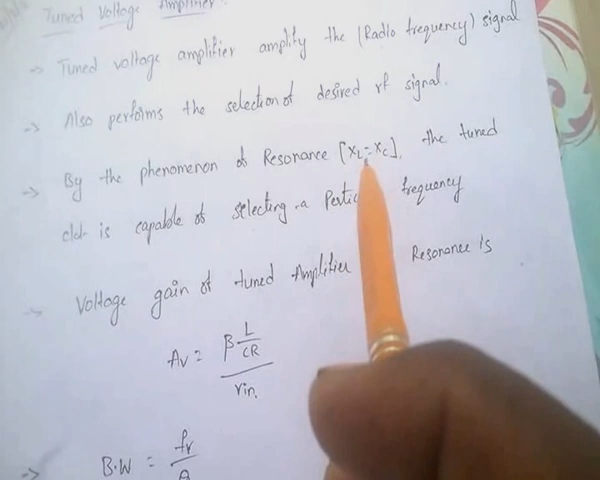 Tuned Voltage Amplifier.
-> Tuned voltage amplifier amplify the (Radio frequency) signal
-> Also performs the selection of desired rf signal.
-> By the phenomenon of Resonance [XL=XC]. the tuned
ckt is capable of selecting a frequency
-> Voltage gain of tuned Amplifier Resonance is
Av = β L/CR
rin.
-> B.W = fr